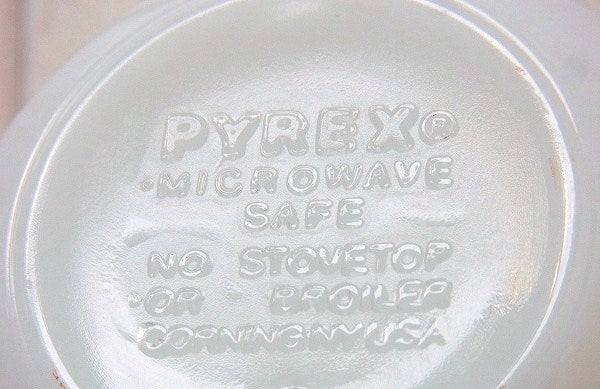 PYREX®
·MICROWAVE
SAFE
NO STOVETOP
·OR · BROILER
CORNING NY USA